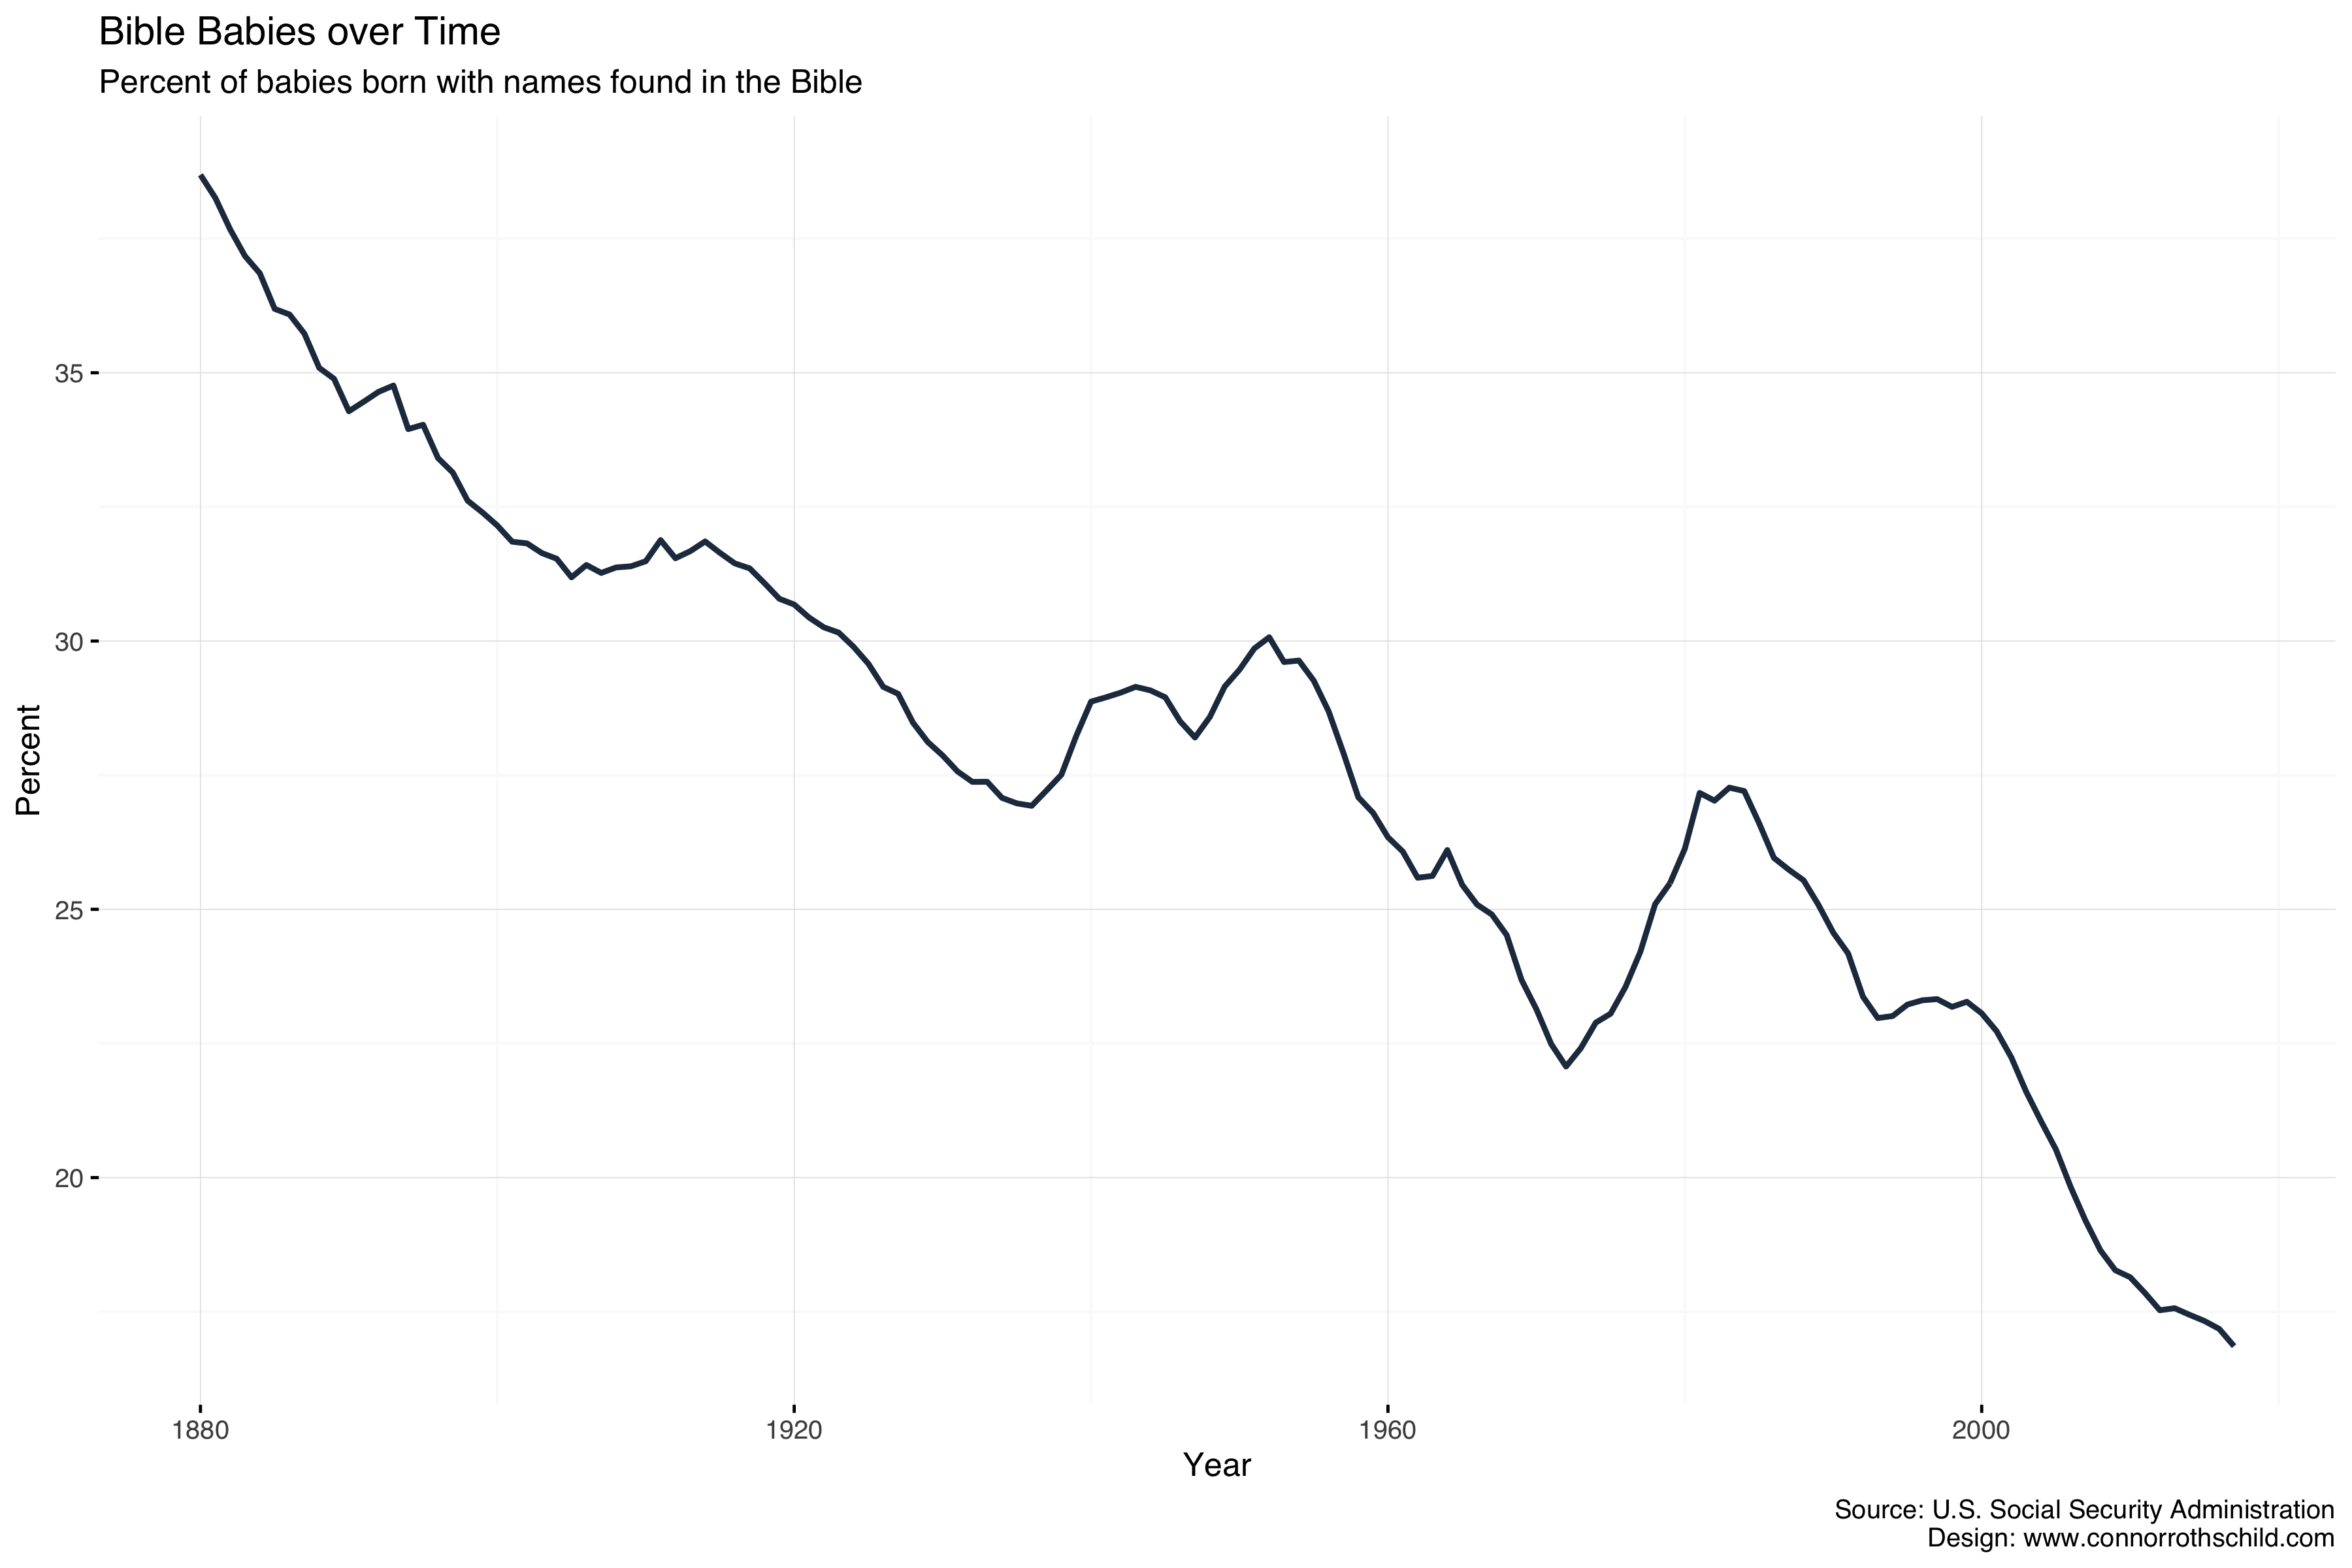 Bible Babies over Time
Percent of babies born with names found in the Bible
Percent
35
30
25
20
1880
1920
1960
2000
Year
Source: U.S. Social Security Administration
Design: www.connorrothschild.com